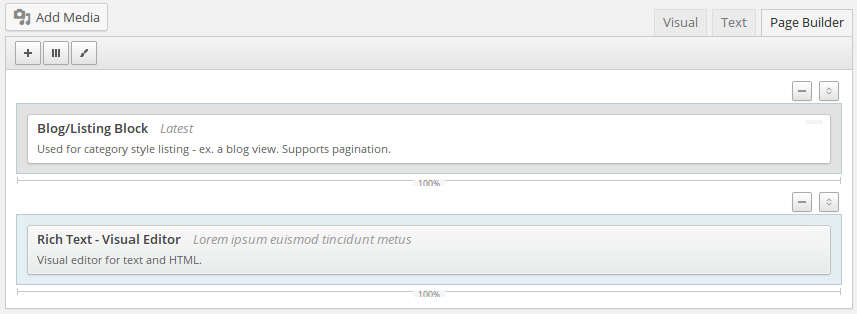 Add Media
Visual Text Page Builder
Blog/Listing Block Latest
Used for category style listing - ex. a blog view. Supports pagination.
100%
Rich Text - Visual Editor Lorem ipsum euismod tincidunt metus
Visual editor for text and HTML.
100%